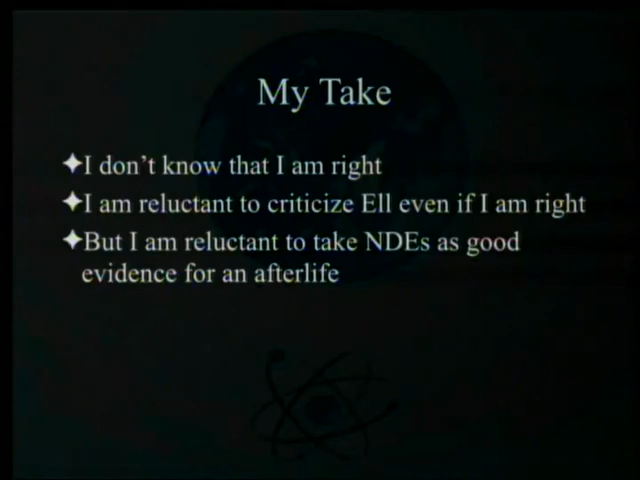 My Take
I don't know that I am right
I am reluctant to criticize Ell even if I am right
But I am reluctant to take NDEs as good
evidence for an afterlife